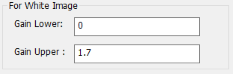 For White Image
Gain Lower: 0
Gain Upper : 1.7